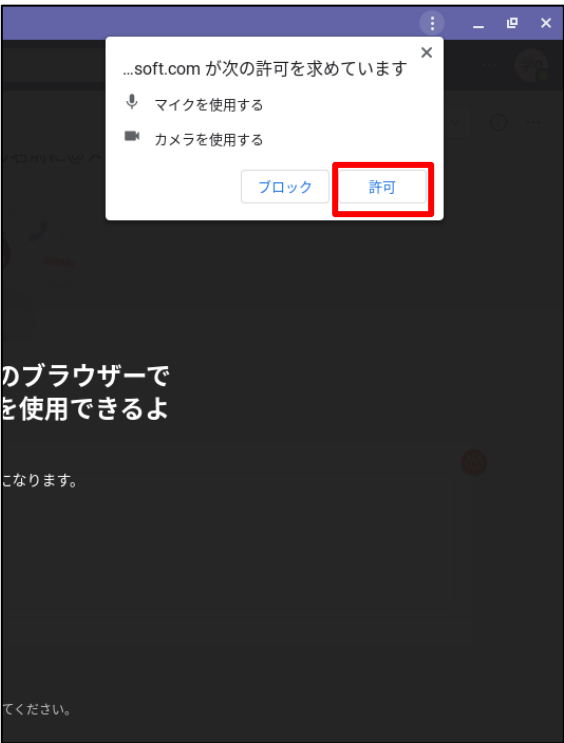 ...soft.com が次の許可を求めています
マイクを使用する
カメラを使用する
ブロック
許可
のブラウザーで
を使用できるよ
になります。
てください。